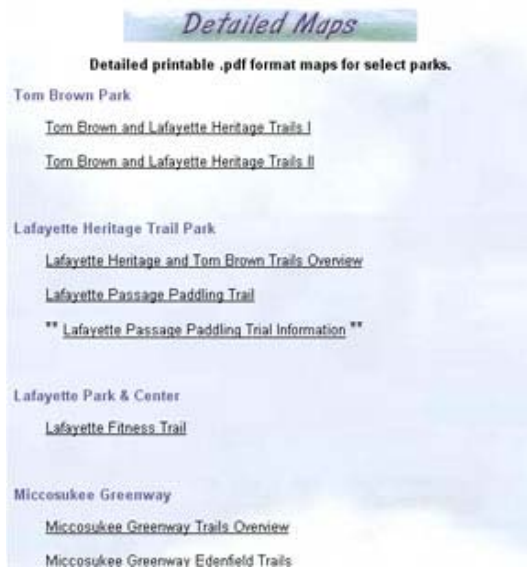 Detailed Maps
Detailed printable .pdf format maps for select parks.
Tom Brown Park
Tom Brown and Lafayette Heritage Trails I
Tom Brown and Lafayette Heritage Trails II
Lafayette Heritage Trail Park
Lafayette Heritage and Tom Brown Trails Overview
Lafayette Passage Paddling Trail
** Lafayette Passage Paddling Trial Information **
Lafayette Park & Center
Lafayette Fitness Trail
Miccosukee Greenway
Miccosukee Greenway Trails Overview
Miccosukee Greenway Edenfield Trails